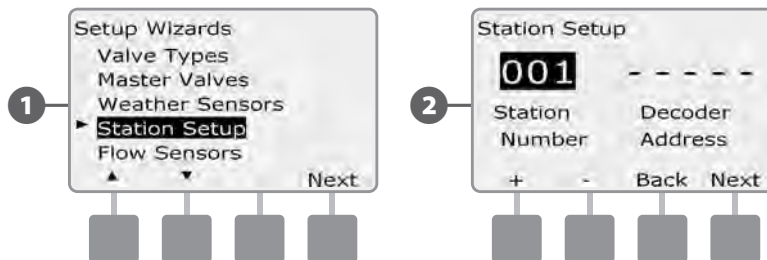 1
Setup Wizards
Valve Types
Master Valves
Weather Sensors
► Station Setup
Flow Sensors
▲ ▼ Next
2
Station Setup
001 - - - - -
Station Decoder
Number Address
+ - Back Next